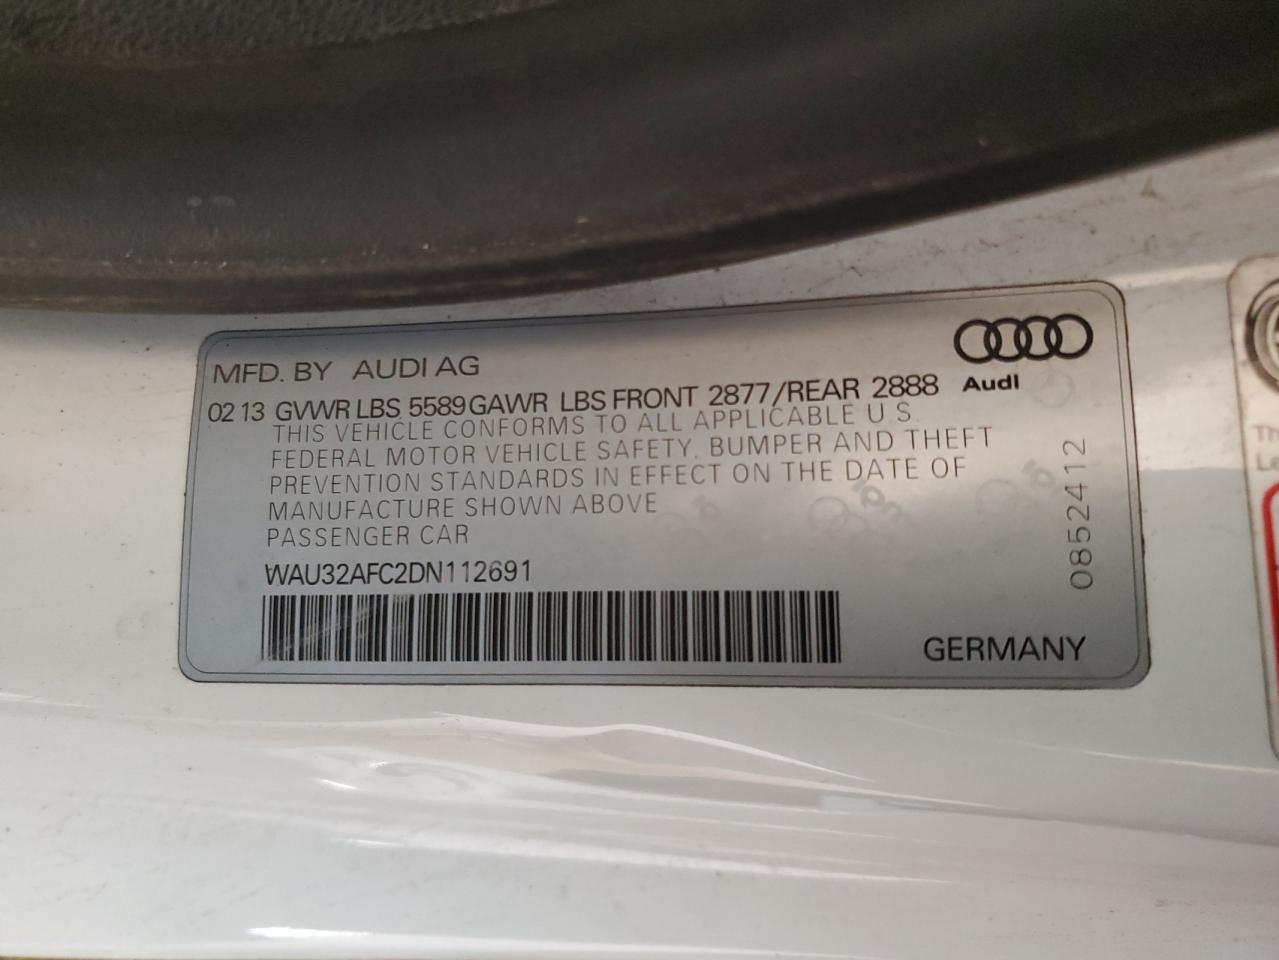 MFD. BY AUDI AG
Audi
02 13 GVWR LBS 5589 GAWR LBS FRONT 2877/REAR 2888
THIS VEHICLE CONFORMS TO ALL APPLICABLE U S.
FEDERAL MOTOR VEHICLE SAFETY, BUMPER AND THEFT
PREVENTION STANDARDS IN EFFECT ON THE DATE OF
MANUFACTURE SHOWN ABOVE
PASSENGER CAR
WAU32AFC2DN112691
08524412
GERMANY